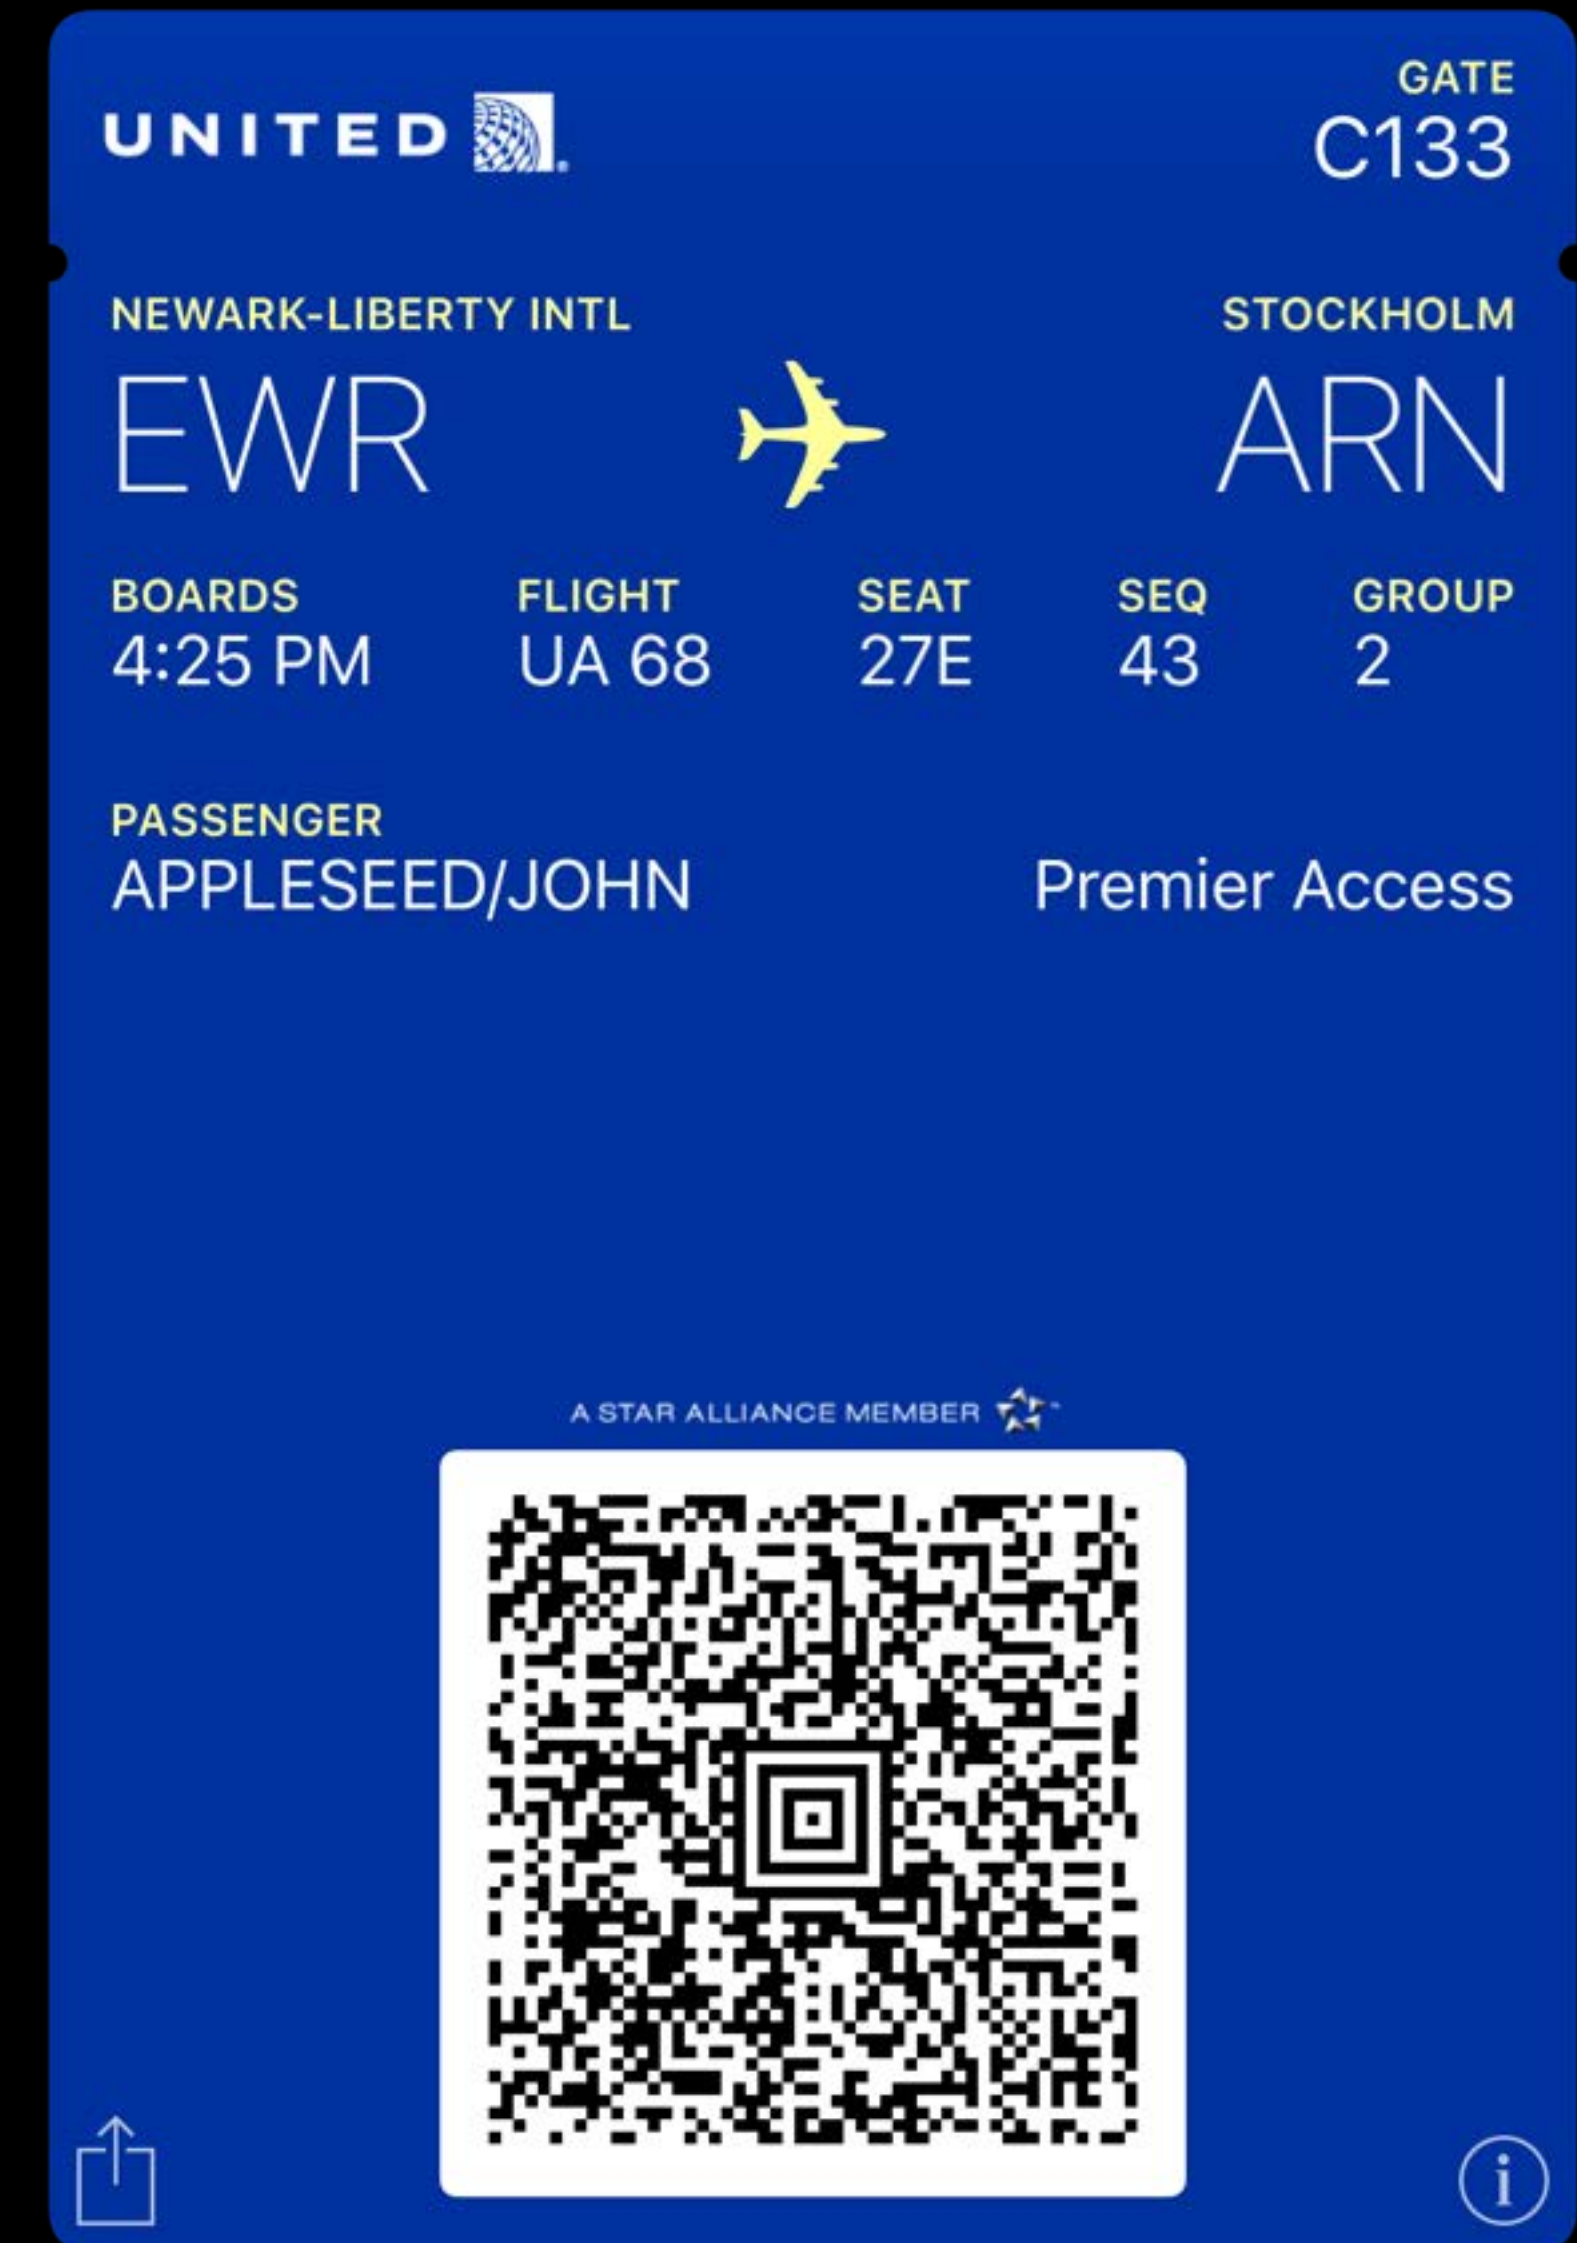 UNITED
GATE
C133
NEWARK-LIBERTY INTL
STOCKHOLM
EWR
ARN
BOARDS FLIGHT SEAT SEQ GROUP
4:25 PM UA 68 27E 43 2
PASSENGER
APPLESEED/JOHN Premier Access
A STAR ALLIANCE MEMBER